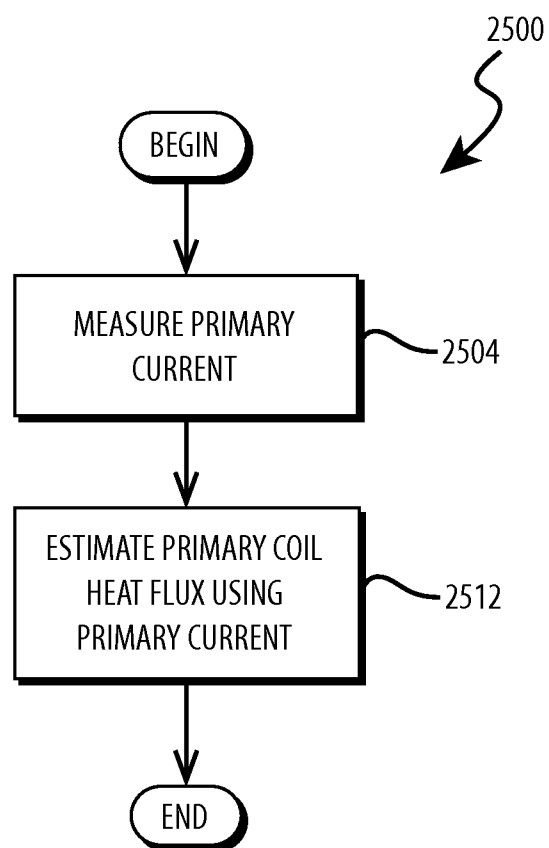 2500
BEGIN
MEASURE PRIMARY
CURRENT
2504
ESTIMATE PRIMARY COIL
HEAT FLUX USING
PRIMARY CURRENT
2512
END